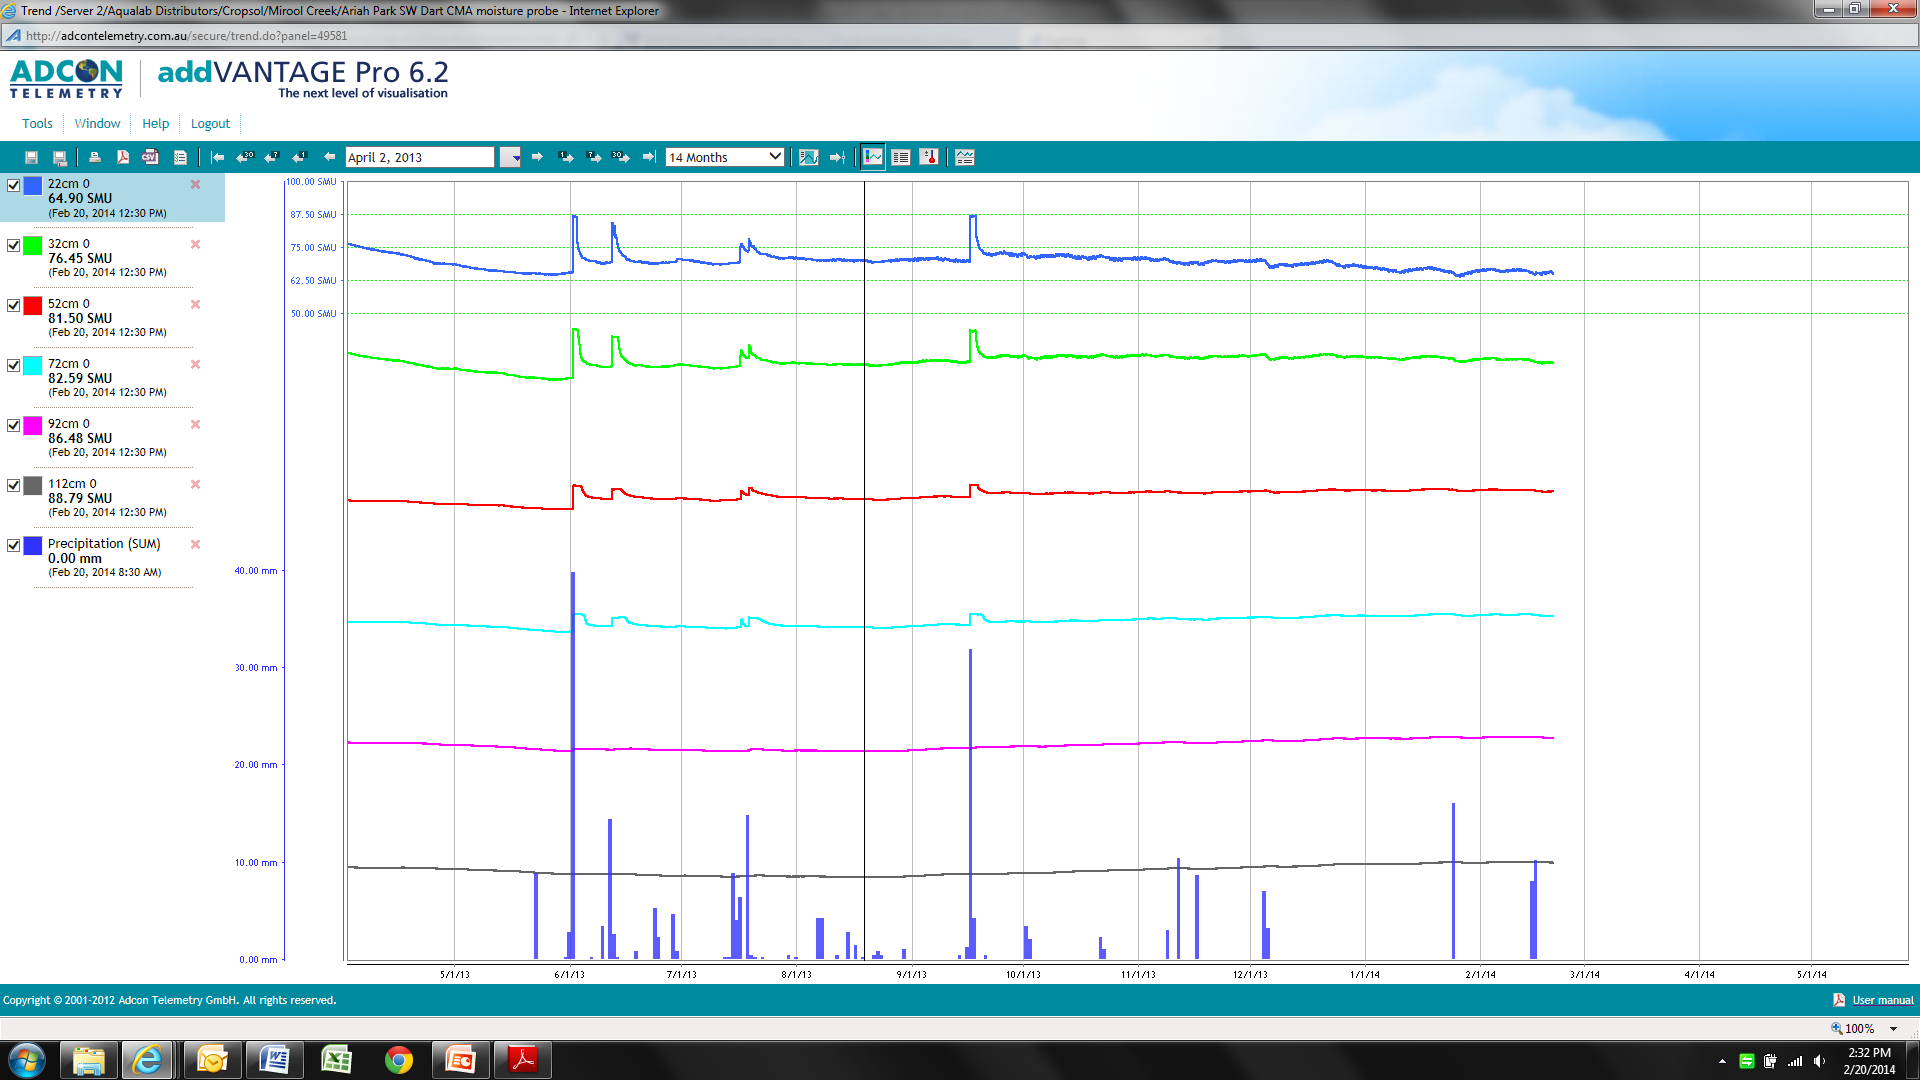 Trend /Server 2/Aqualab Distributors/Cropsol/Mirool Creek/Ariah Park SW Dart CMA moisture probe - Internet Explorer
http://adcontelemetry.com.au/secure/trend.do?panel=49581
ADCON
TELEMETRY
addVANTAGE Pro 6.2
The next level of visualisation
Tools Window Help Logout
30 7 1 April 2, 2013 1 7 30 14 Months
CSV
22cm 0
64.90 SMU
(Feb 20, 2014 12:30 PM)
32cm 0
76.45 SMU
(Feb 20, 2014 12:30 PM)
52cm 0
81.50 SMU
(Feb 20, 2014 12:30 PM)
72cm 0
82.59 SMU
(Feb 20, 2014 12:30 PM)
92cm 0
86.48 SMU
(Feb 20, 2014 12:30 PM)
112cm 0
88.79 SMU
(Feb 20, 2014 12:30 PM)
Precipitation (SUM)
0.00 mm
(Feb 20, 2014 8:30 AM)
100.00 SMU
87.50 SMU
75.00 SMU
62.50 SMU
50.00 SMU
40.00 mm
30.00 mm
20.00 mm
10.00 mm
0.00 mm
5/1/13 6/1/13 7/1/13 8/1/13 9/1/13 10/1/13 11/1/13 12/1/13 1/1/14 2/1/14 3/1/14 4/1/14 5/1/14
Copyright © 2001-2012 Adcon Telemetry GmbH. All rights reserved.
User manual
100%
2:32 PM
2/20/2014